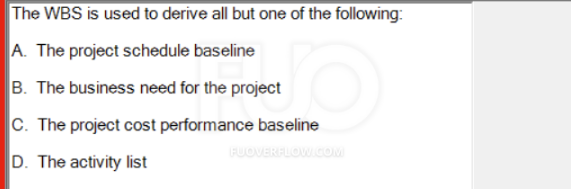 The WBS is used to derive all but one of the following:
A. The project schedule baseline
B. The business need for the project
C. The project cost performance baseline
FUOVERFLOW.COM
D. The activity list